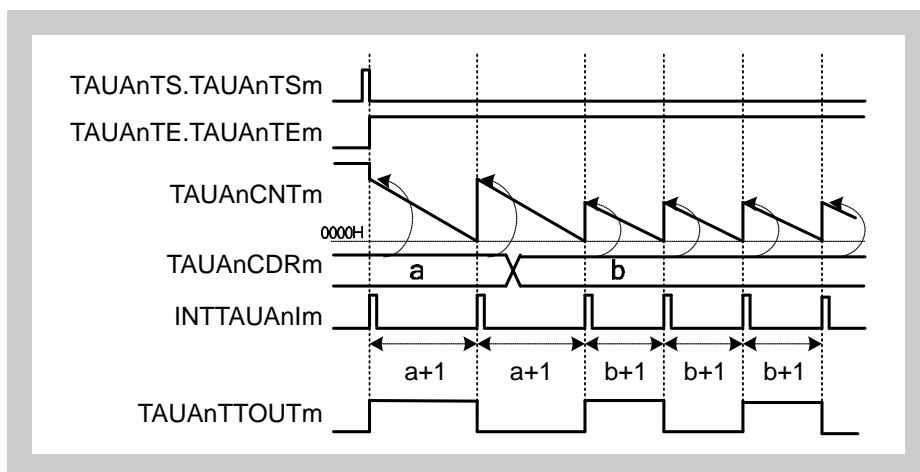 TAUAnTS.TAUAnTSm
TAUAnTE.TAUAnTEm
TAUAnCNTm
0000H
TAUAnCDRm
a b
INTTAUAnIm
a+1 a+1 b+1 b+1 b+1
TAUAnTTOUTm